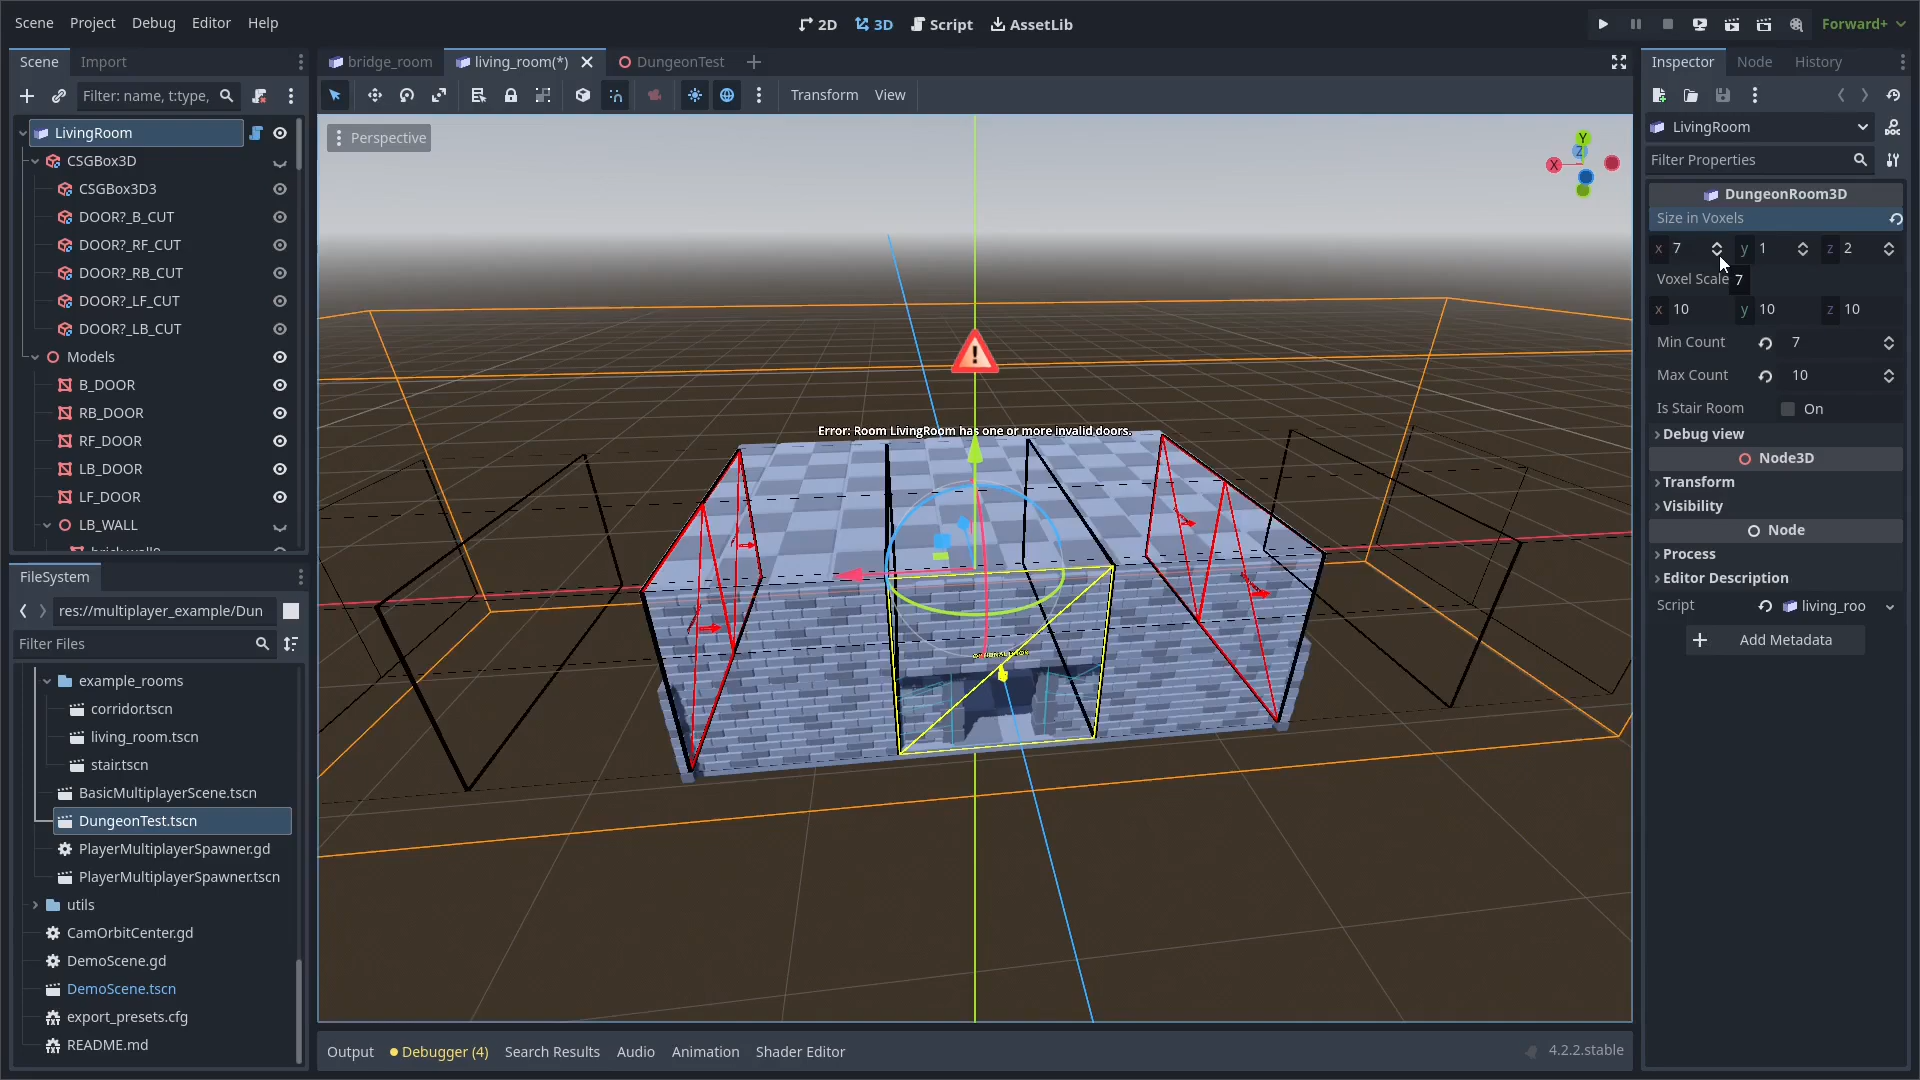 Scene Project Debug Editor Help
2D 3D Script AssetLib
Forward+
Scene Import
bridge_room living_room(*) DungeonTest
Inspector Node History
Filter: name, t:type,
Transform View
LivingRoom
CSGBox3D
CSGBox3D3
DOOR?_B_CUT
DOOR?_RF_CUT
DOOR?_RB_CUT
DOOR?_LF_CUT
DOOR?_LB_CUT
Models
B_DOOR
RB_DOOR
RF_DOOR
LB_DOOR
LF_DOOR
LB_WALL
FileSystem
res://multiplayer_example/Dun
Filter Files
example_rooms
corridor.tscn
living_room.tscn
stair.tscn
BasicMultiplayerScene.tscn
DungeonTest.tscn
PlayerMultiplayerSpawner.gd
PlayerMultiplayerSpawner.tscn
utils
CamOrbitCenter.gd
DemoScene.gd
DemoScene.tscn
export_presets.cfg
README.md
Perspective
Y
Z
X
Error: Room LivingRoom has one or more invalid doors.
Output Debugger (4) Search Results Audio Animation Shader Editor
4.2.2.stable
LivingRoom
Filter Properties
DungeonRoom3D
Size in Voxels
x 7 y 1 z 2
Voxel Scale 7
x 10 y 10 z 10
Min Count 7
Max Count 10
Is Stair Room On
Debug view
Node3D
Transform
Visibility
Node
Process
Editor Description
Script living_roo
Add Metadata